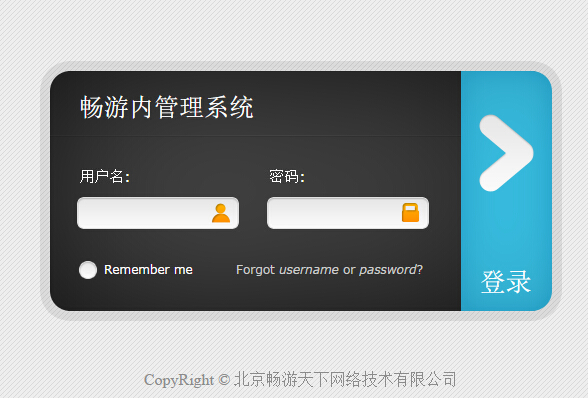 畅游内管理系统
用户名:
密码:
Remember me
Forgot username or password?
登录
CopyRight © 北京畅游天下网络技术有限公司